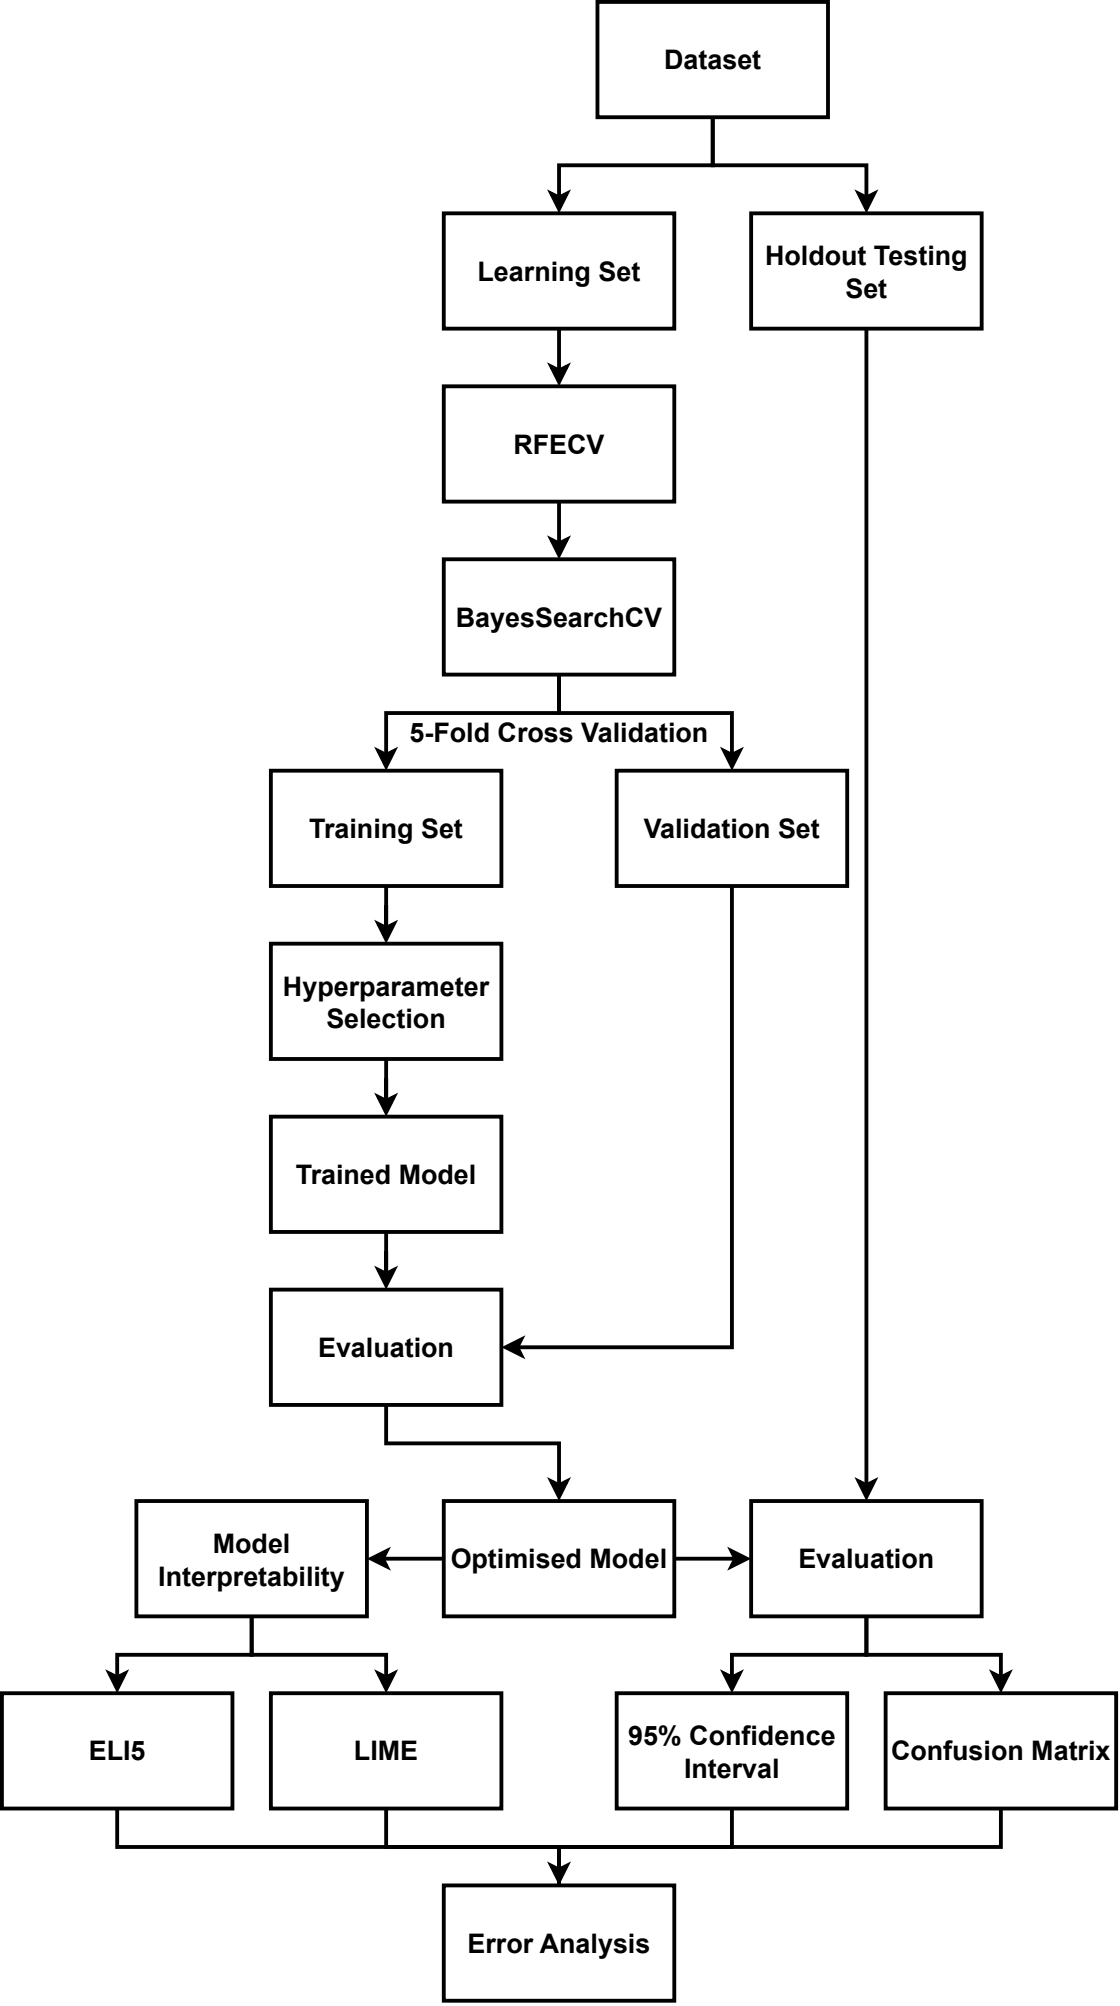 Dataset
Learning Set
Holdout Testing
Set
RFECV
BayesSearchCV
5-Fold Cross Validation
Training Set
Validation Set
Hyperparameter
Selection
Trained Model
Evaluation
Model
Interpretability
Optimised Model
Evaluation
ELI5
LIME
95% Confidence
Interval
Confusion Matrix
Error Analysis